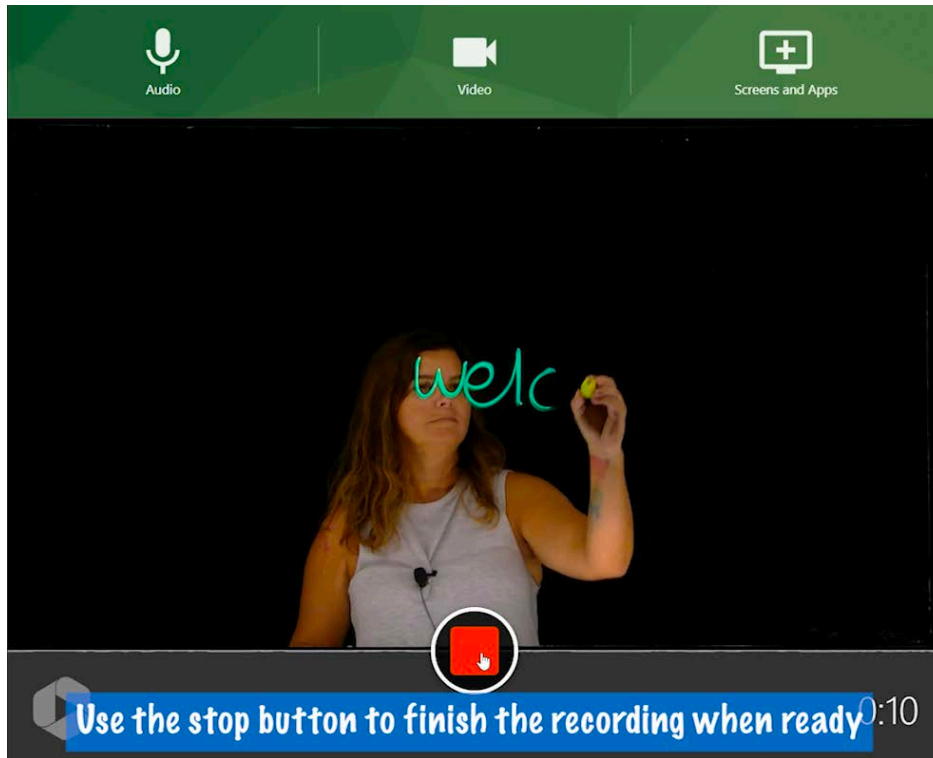 Audio
Video
Screens and Apps
welc
Use the stop button to finish the recording when ready
0:10